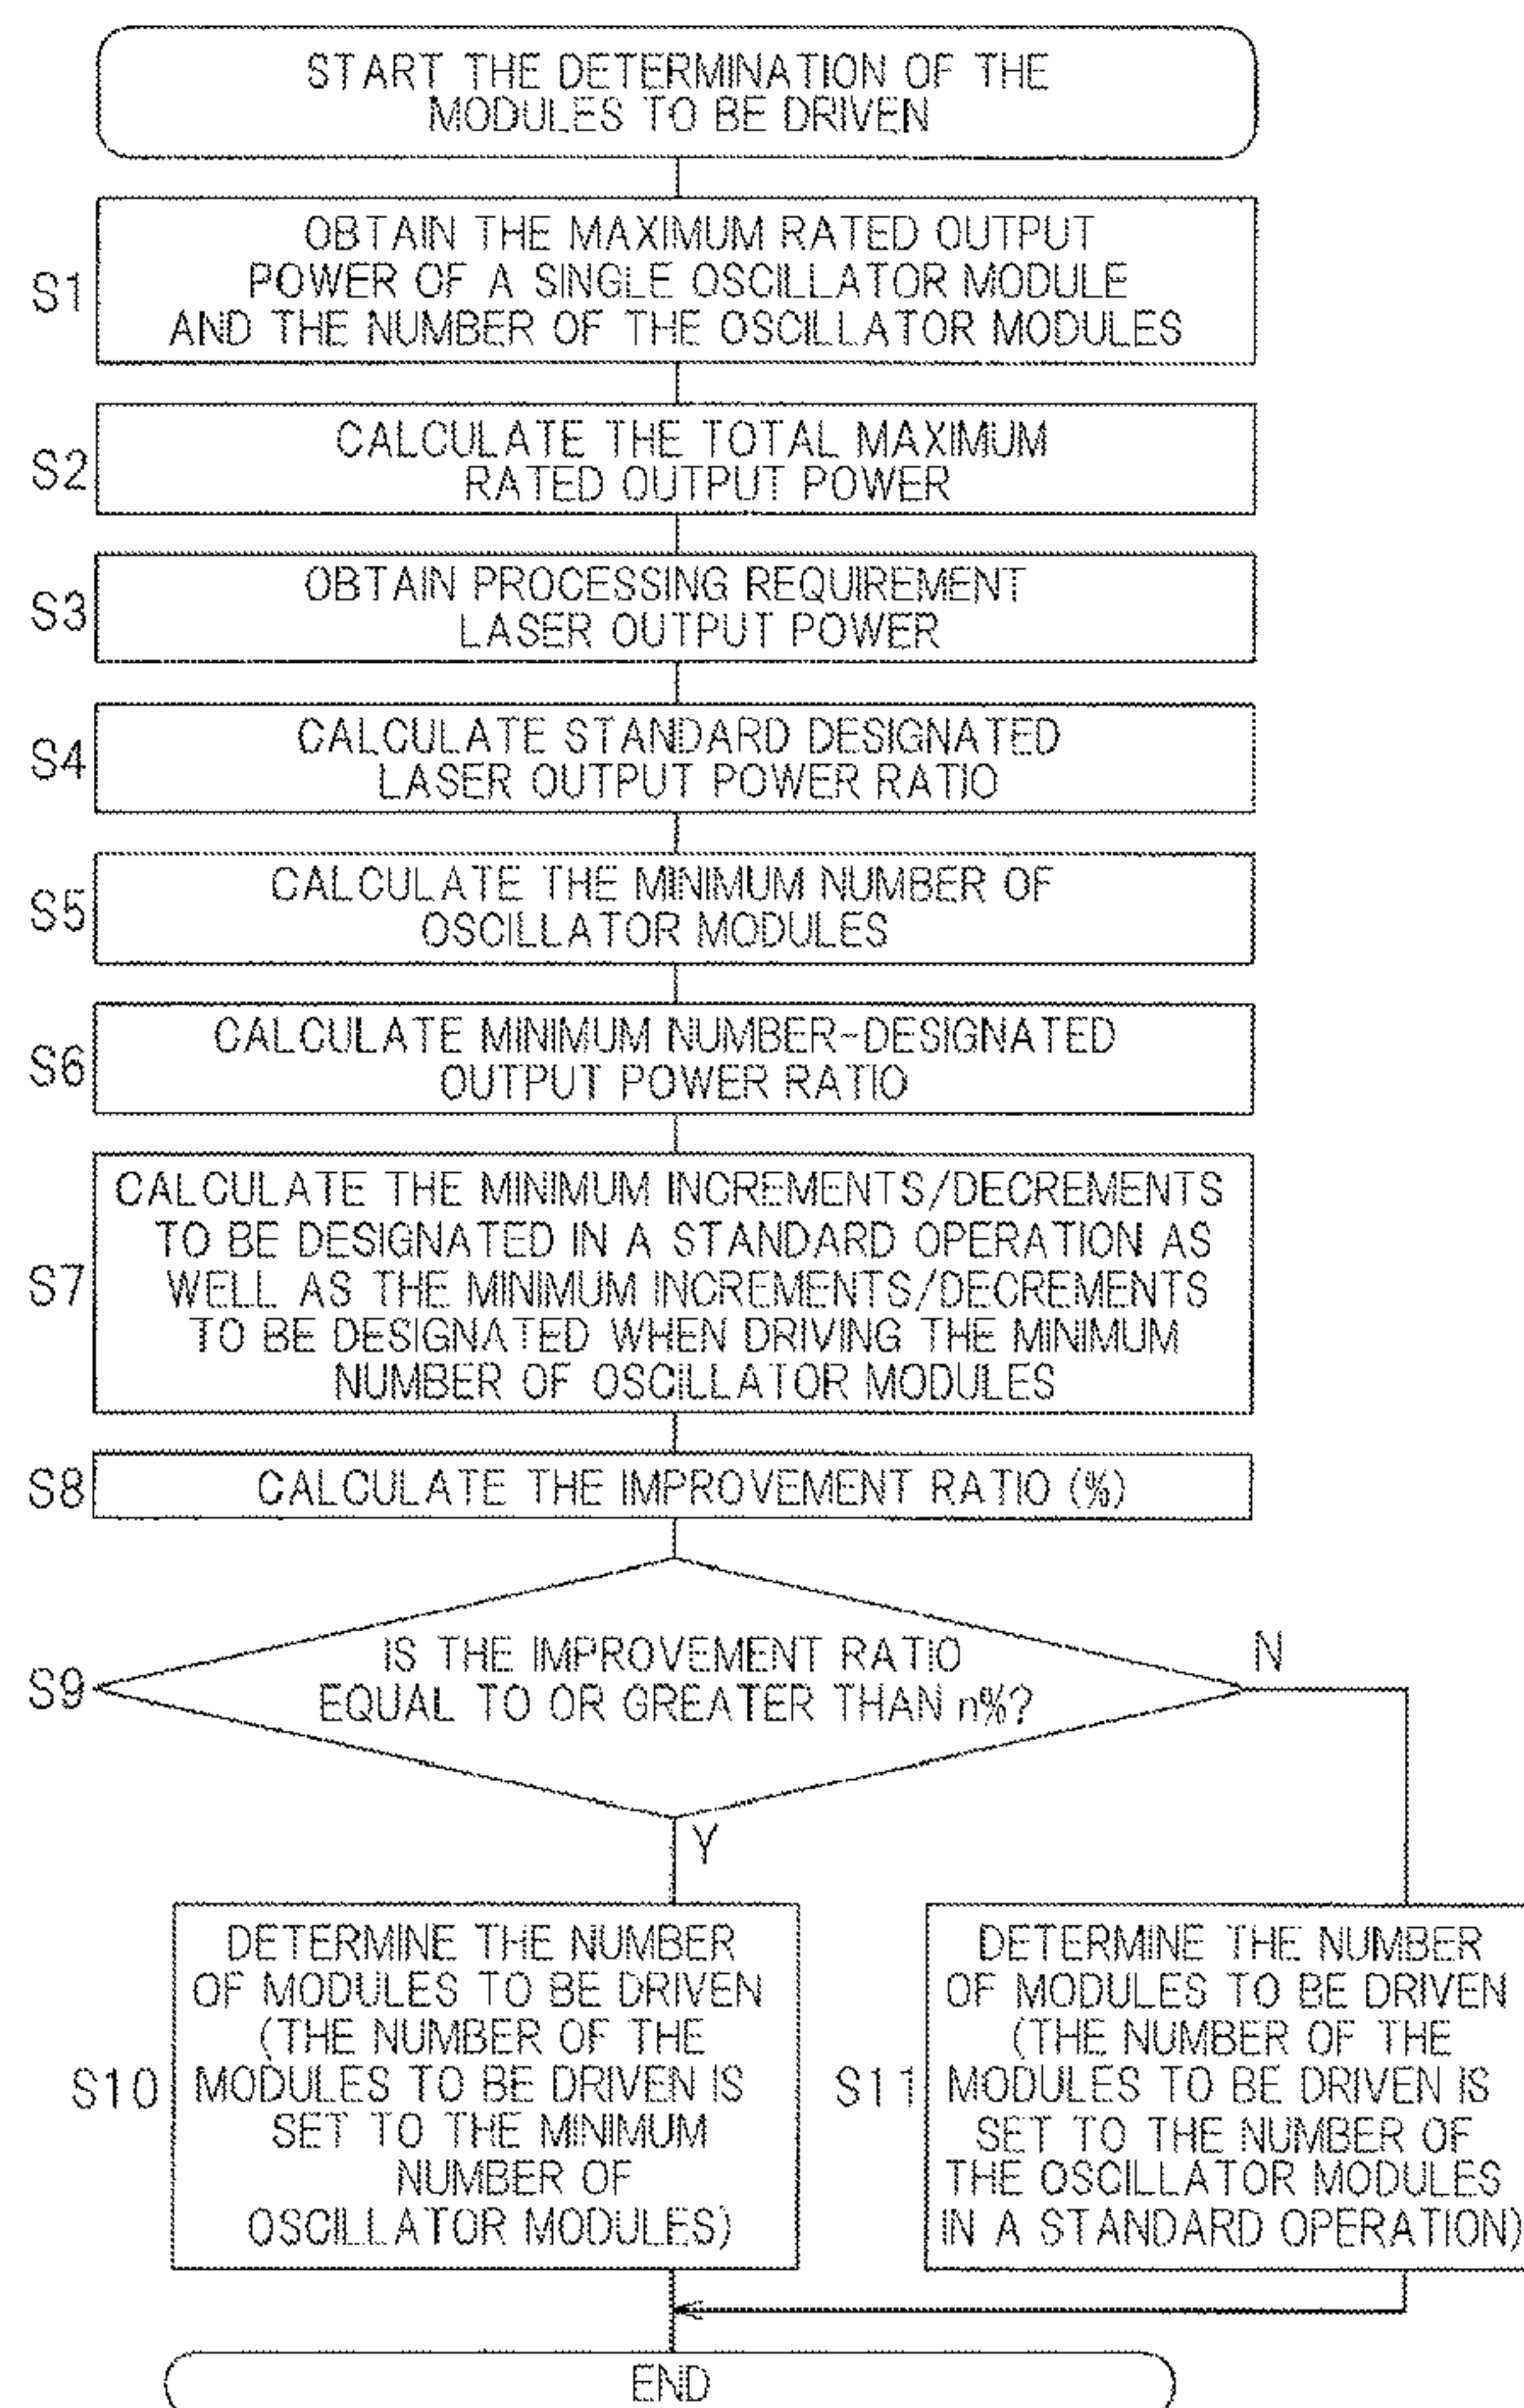 START THE DETERMINATION OF THE
MODULES TO BE DRIVEN
S1
OBTAIN THE MAXIMUM RATED OUTPUT
POWER OF A SINGLE OSCILLATOR MODULE
AND THE NUMBER OF THE OSCILLATOR MODULES
S2
CALCULATE THE TOTAL MAXIMUM
RATED OUTPUT POWER
S3
OBTAIN PROCESSING REQUIREMENT
LASER OUTPUT POWER
S4
CALCULATE STANDARD DESIGNATED
LASER OUTPUT POWER RATIO
S5
CALCULATE THE MINIMUM NUMBER OF
OSCILLATOR MODULES
S6
CALCULATE MINIMUM NUMBER-DESIGNATED
OUTPUT POWER RATIO
S7
CALCULATE THE MINIMUM INCREMENTS/DECREMENTS
TO BE DESIGNATED IN A STANDARD OPERATION AS
WELL AS THE MINIMUM INCREMENTS/DECREMENTS
TO BE DESIGNATED WHEN DRIVING THE MINIMUM
NUMBER OF OSCILLATOR MODULES
S8
CALCULATE THE IMPROVEMENT RATIO (%)
S9
IS THE IMPROVEMENT RATIO
EQUAL TO OR GREATER THAN n%?
N
Y
S10
DETERMINE THE NUMBER
OF MODULES TO BE DRIVEN
(THE NUMBER OF THE
MODULES TO BE DRIVEN IS
SET TO THE MINIMUM
NUMBER OF
OSCILLATOR MODULES)
S11
DETERMINE THE NUMBER
OF MODULES TO BE DRIVEN
(THE NUMBER OF THE
MODULES TO BE DRIVEN IS
SET TO THE NUMBER OF
THE OSCILLATOR MODULES
IN A STANDARD OPERATION)
END